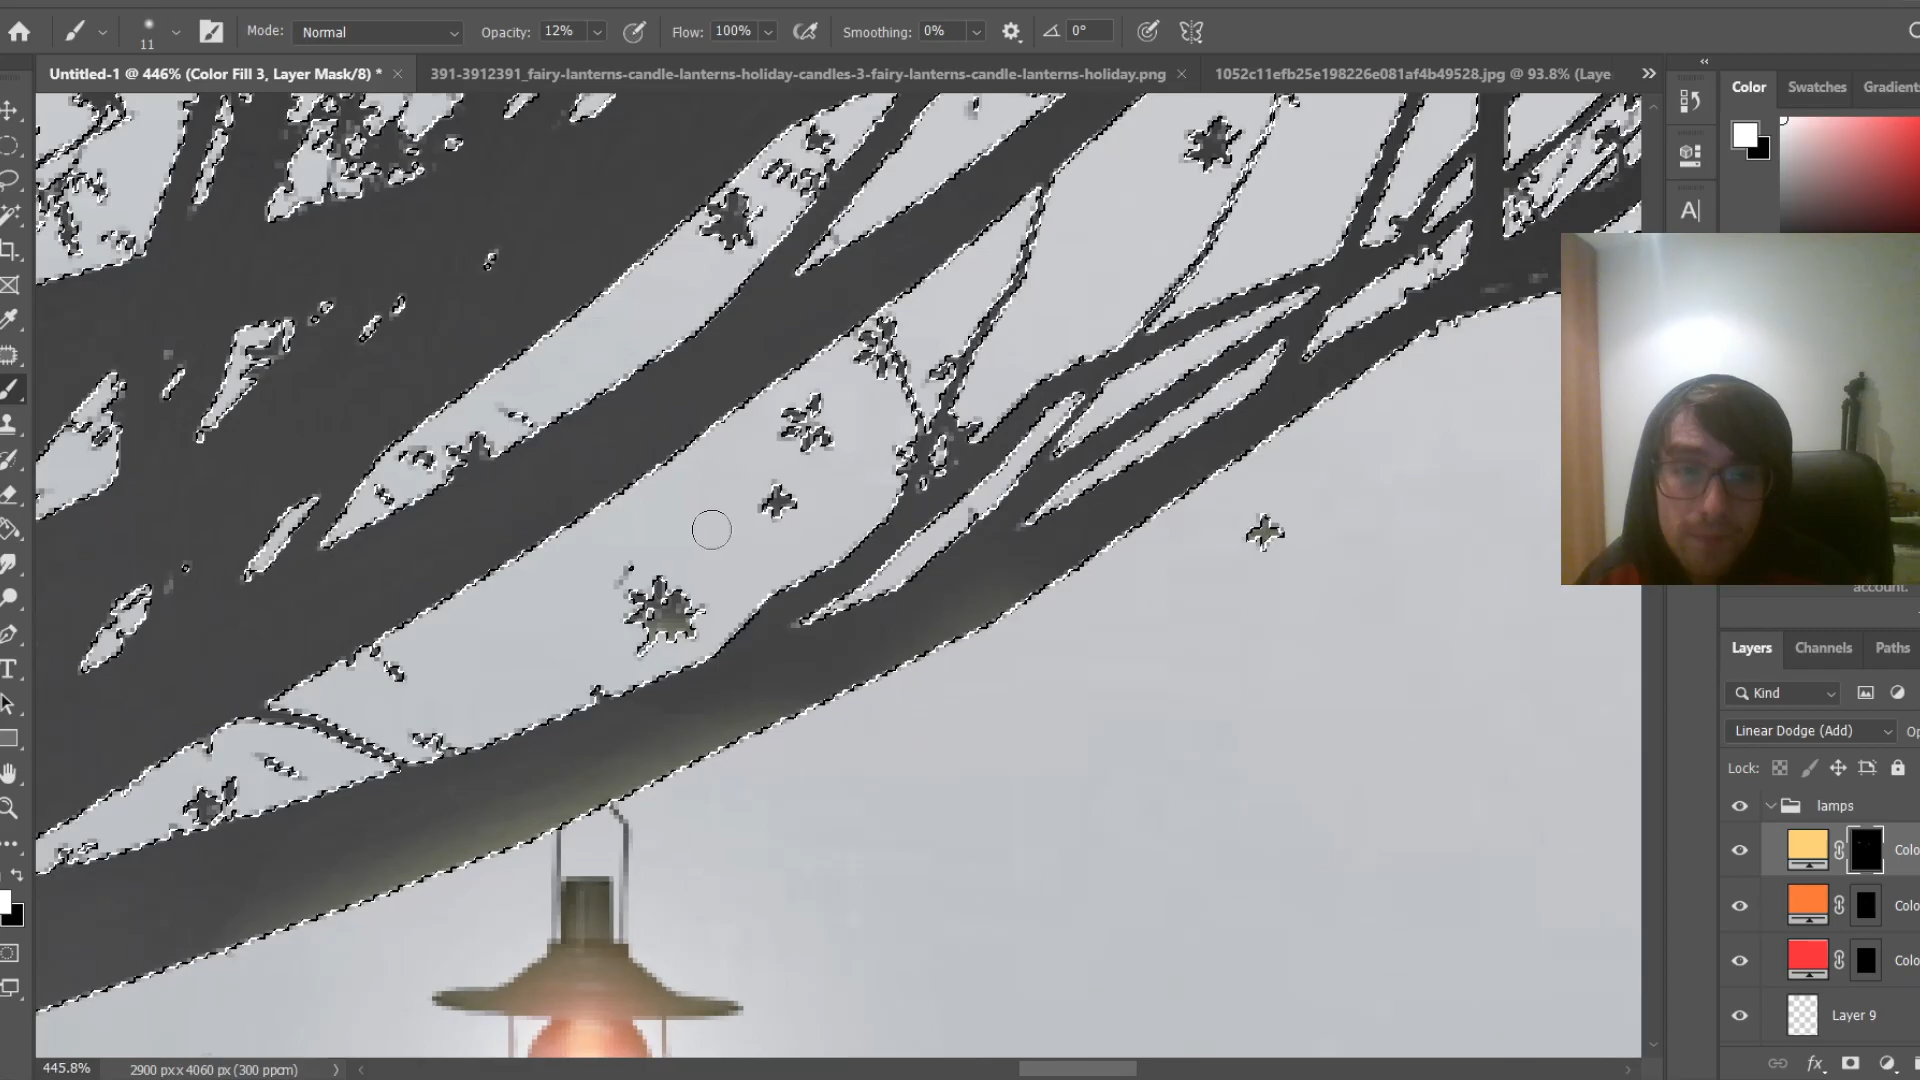 Mode: Normal Opacity: 12% Flow: 100% Smoothing: 0% 0°
11
Untitled-1 @ 446% (Color Fill 3, Layer Mask/8) * × 391-3912391_fairy-lanterns-candle-lanterns-holiday-candles-3-fairy-lanterns-candle-lanterns-holiday.png × 1052c11efb25e198226e081af4b49528.jpg @ 93.8% (Laye
Color Swatches Gradient
account.
Layers Channels Paths
Kind
Linear Dodge (Add) Op
Lock:
lamps
Colo
Colo
Colo
Layer 9
fx
445.8% 2900 px x 4060 px (300 ppcm)